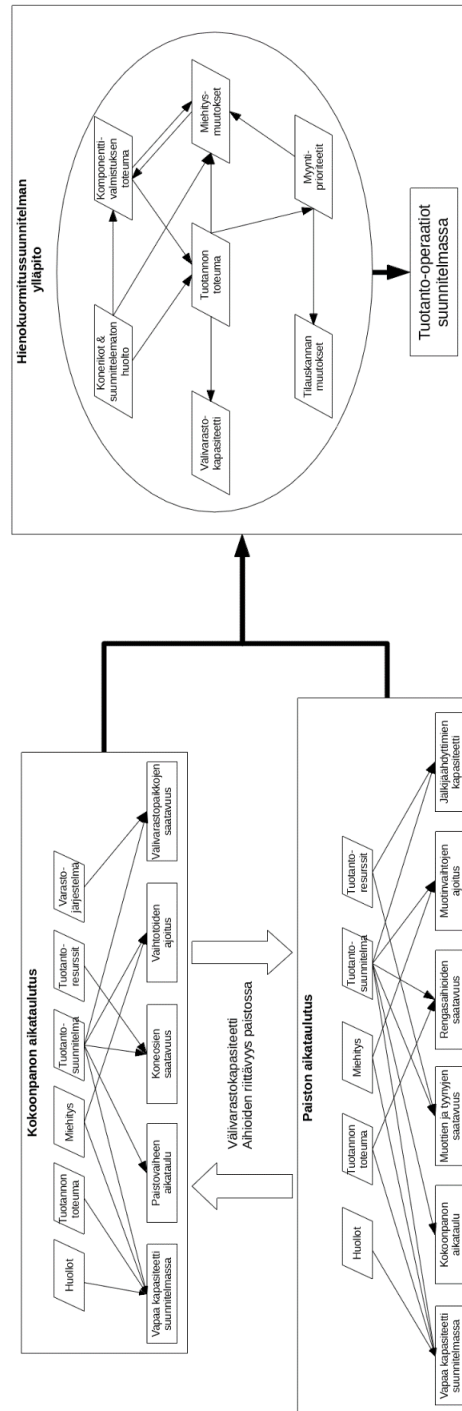 Kokoonpanon aikataulutus
Huollot
Tuotannon
toteuma
Miehitys
Tuotanto-
suunnitelma
Tuotanto-
resurssit
Varasto-
järjestelmä
Vapaa kapasiteetti
suunnitelmassa
Paistovaiheen
aikataulu
Koneosien
saatavuus
Vaihtotöiden
ajoitus
Välivarastopaikkojen
saatavuus
Välivarastokapasiteetti
Aihioiden riittävyys paistossa
Paiston aikataulutus
Huollot
Tuotannon
toteuma
Miehitys
Tuotanto-
suunnitelma
Tuotanto-
resurssit
Vapaa kapasiteetti
suunnitelmassa
Kokoonpanon
aikataulu
Muottien ja tyynyjen
saatavuus
Rengasaihioiden
saatavuus
Muotinvaihtojen
ajoitus
Jälkijäähdyttimien
kapasiteetti
Hienokuormitussuunnitelman
ylläpito
Konerikot &
suunnittelematon
huolto
Komponentti-
valmistuksen
toteuma
Välivarasto-
kapasiteetti
Tuotannon
toteuma
Miehitys-
muutokset
Tilauskannan
muutokset
Myynti-
prioriteetit
Tuotanto-operaatiot
suunnitelmassa